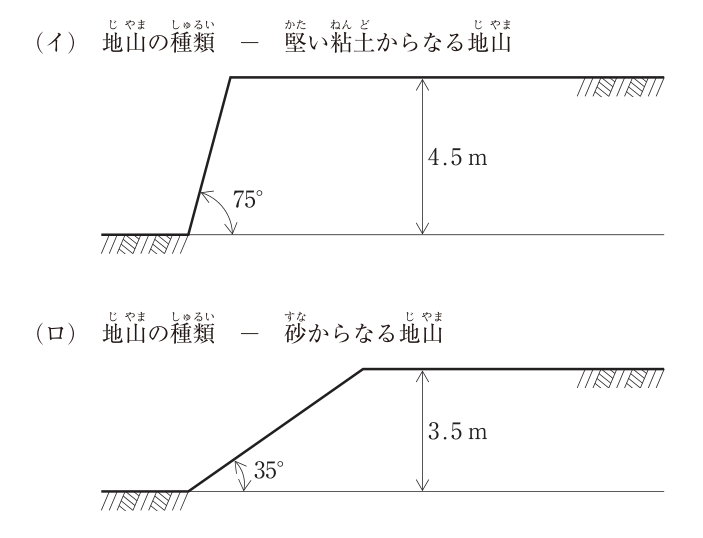 （イ）　地山の種類　－　堅い粘土からなる地山
4.5 m
75°
（ロ）　地山の種類　－　砂からなる地山
3.5 m
35°